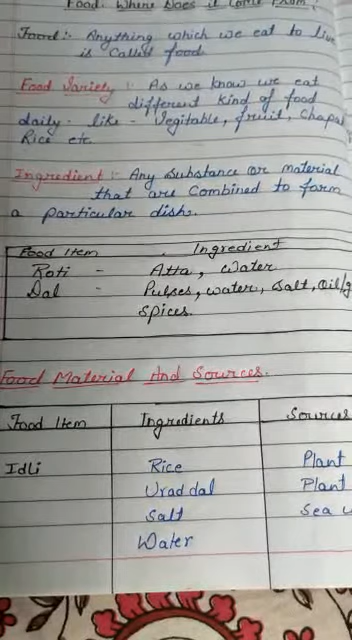 Food. Where Does it Come From?
Food:- Anything which we eat to live
is Called food.
Food Variety :- As we know we eat
different kind of food
daily - like - Vegitable, fruit, Chapa
Rice etc.
Ingredient :- Any substance or material
that are Combined to form
a particular dish.
Food Item Ingredient
Roti - Atta, Water
Dal - Pulses, water, Salt, Oil/g
Spices.
Food Material And Sources.
Food Item Ingredients Sources
Idli Rice Plant
Urad dal Plant
Salt Sea
Water